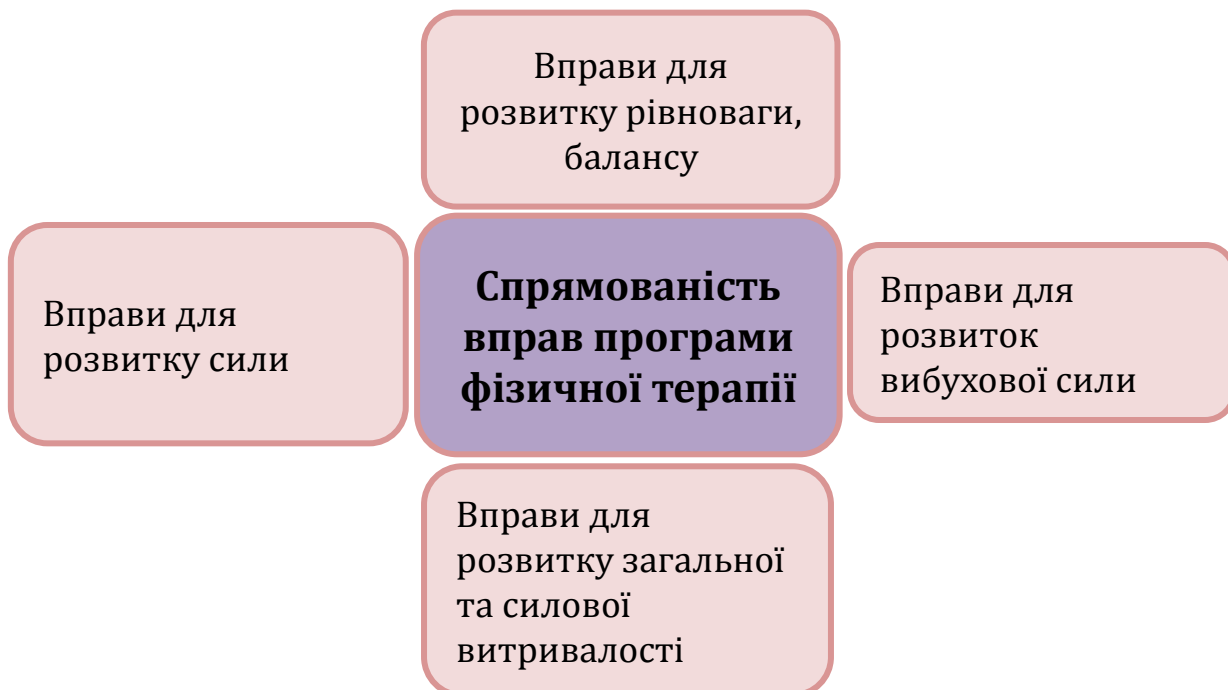 Вправи для
розвитку рівноваги,
балансу
Вправи для
розвитку сили
Спрямованість
вправ програми
фізичної терапії
Вправи для
розвиток
вибухової сили
Вправи для
розвитку загальної
та силової
витривалості